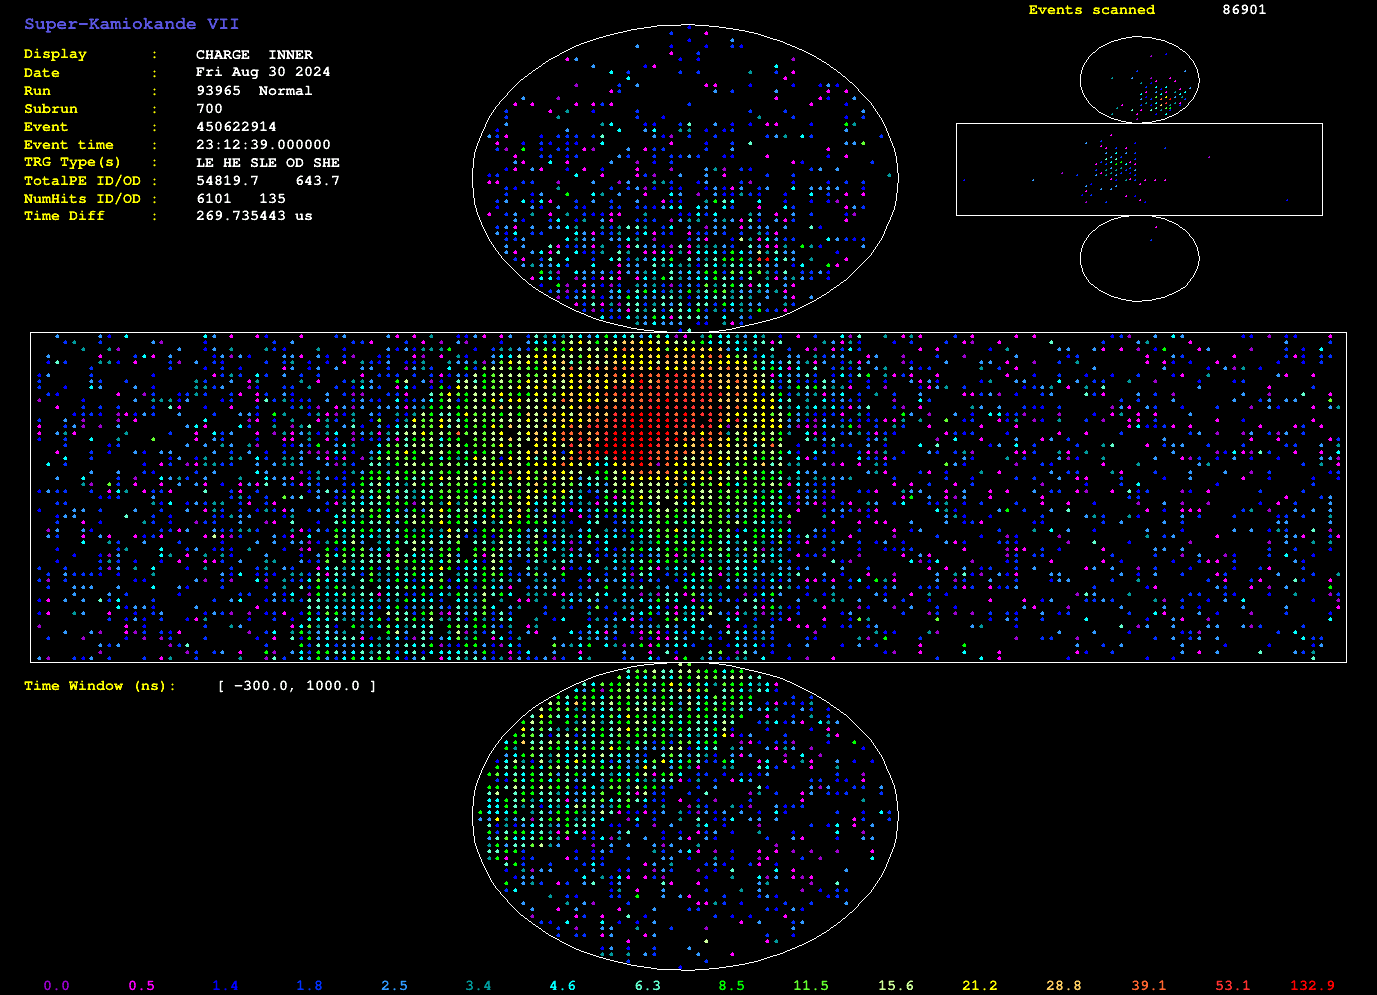 Super-Kamiokande VII
Events scanned 86901
Display : CHARGE INNER
Date : Fri Aug 30 2024
Run : 93965 Normal
Subrun : 700
Event : 450622914
Event time : 23:12:39.000000
TRG Type(s) : LE HE SLE OD SHE
TotalPE ID/OD : 54819.7 643.7
NumHits ID/OD : 6101 135
Time Diff : 269.735443 us
Time Window (ns): [ -300.0, 1000.0 ]
0.0 0.5 1.4 1.8 2.5 3.4 4.6 6.3 8.5 11.5 15.6 21.2 28.8 39.1 53.1 132.9